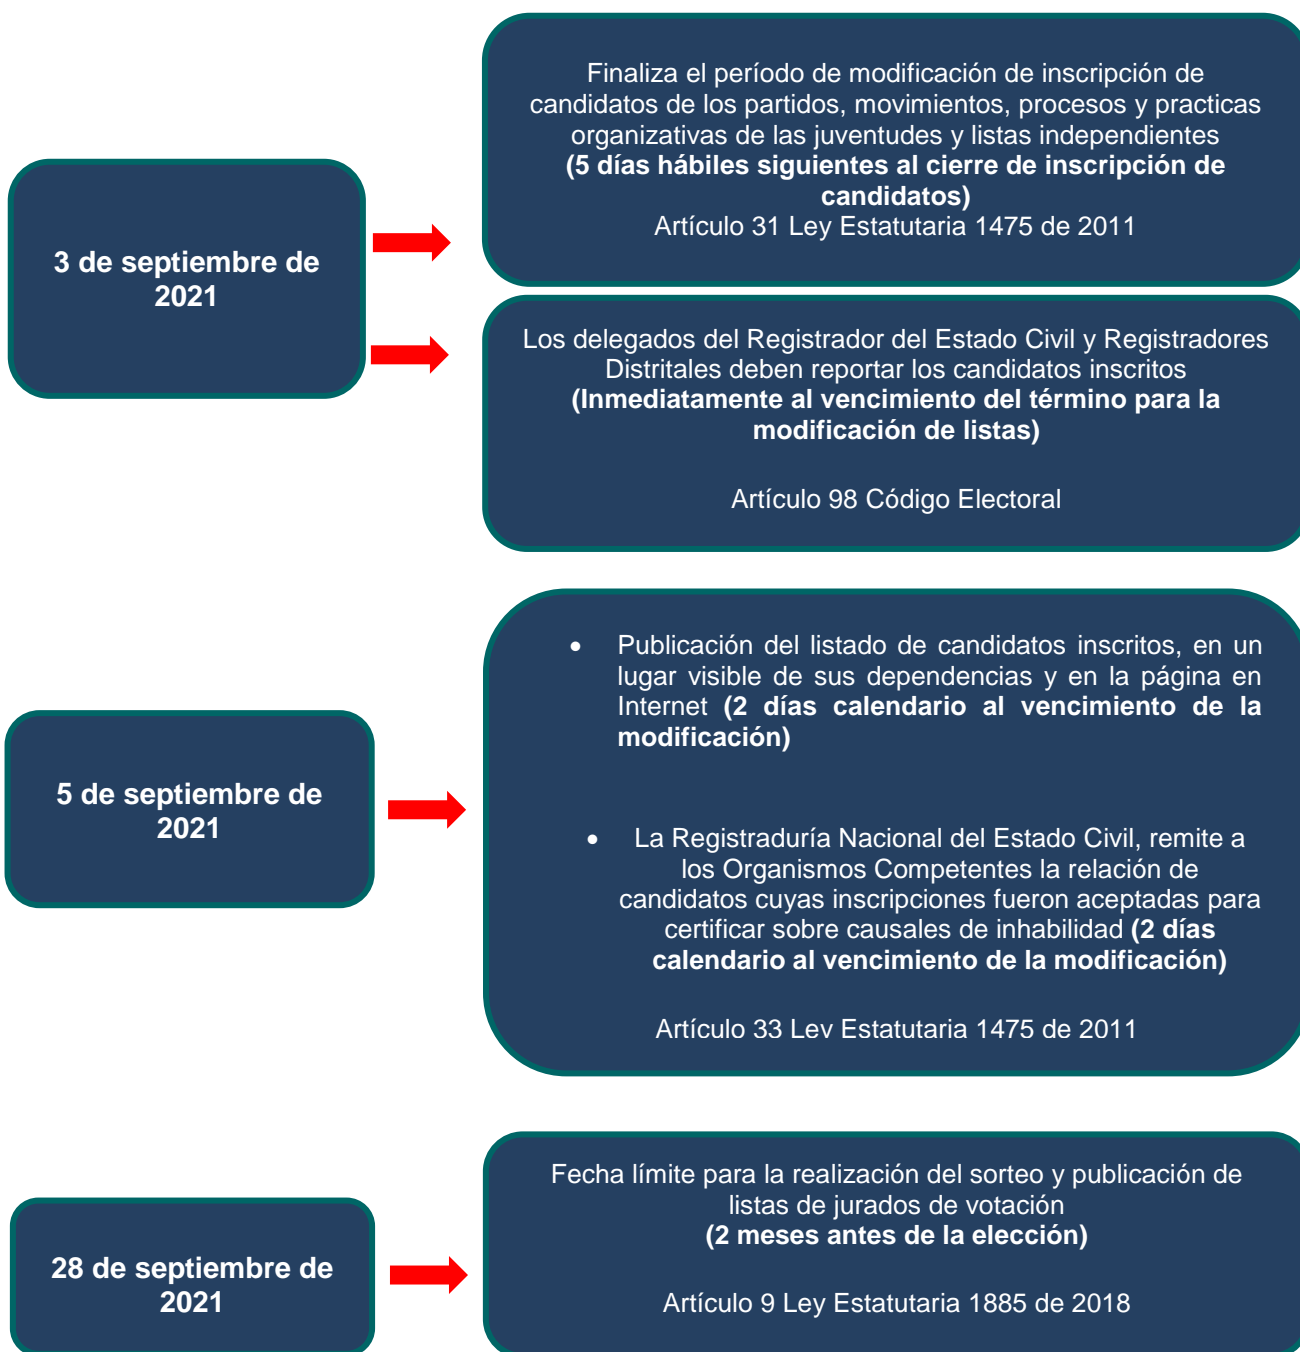 3 de septiembre de
2021
Finaliza el período de modificación de inscripción de
candidatos de los partidos, movimientos, procesos y practicas
organizativas de las juventudes y listas independientes
(5 días hábiles siguientes al cierre de inscripción de
candidatos)
Artículo 31 Ley Estatutaria 1475 de 2011
Los delegados del Registrador del Estado Civil y Registradores
Distritales deben reportar los candidatos inscritos
(Inmediatamente al vencimiento del término para la
modificación de listas)
Artículo 98 Código Electoral
5 de septiembre de
2021
• Publicación del listado de candidatos inscritos, en un
lugar visible de sus dependencias y en la página en
Internet (2 días calendario al vencimiento de la
modificación)
• La Registraduría Nacional del Estado Civil, remite a
los Organismos Competentes la relación de
candidatos cuyas inscripciones fueron aceptadas para
certificar sobre causales de inhabilidad (2 días
calendario al vencimiento de la modificación)
Artículo 33 Ley Estatutaria 1475 de 2011
28 de septiembre de
2021
Fecha límite para la realización del sorteo y publicación de
listas de jurados de votación
(2 meses antes de la elección)
Artículo 9 Ley Estatutaria 1885 de 2018